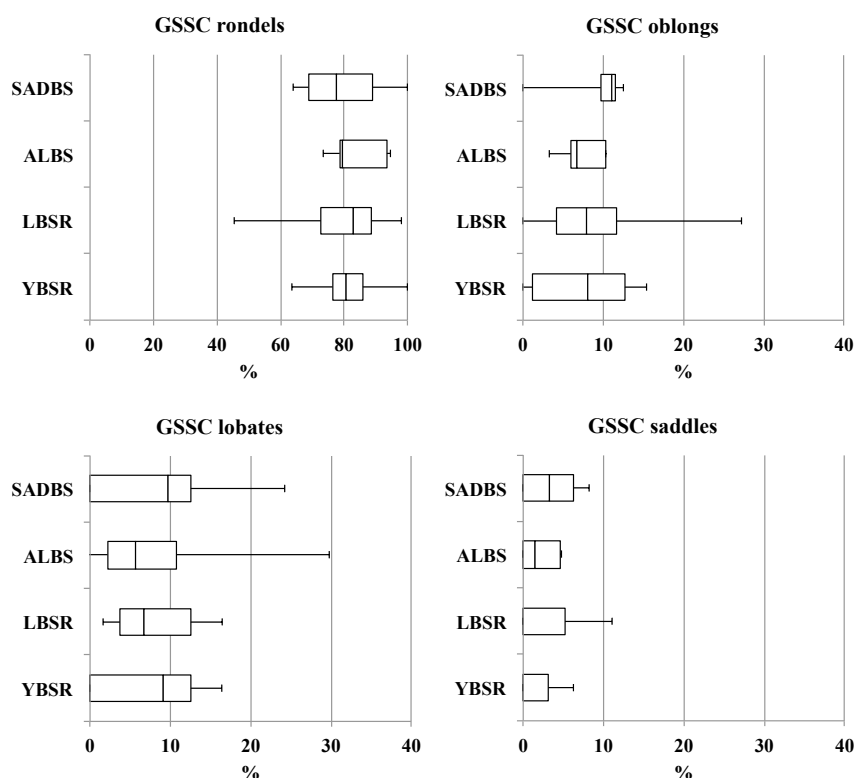 GSSC rondels
SADBS
ALBS
LBSR
YBSR
0 20 40 60 80 100
%
GSSC oblongs
SADBS
ALBS
LBSR
YBSR
0 10 20 30 40
%
GSSC lobates
SADBS
ALBS
LBSR
YBSR
0 10 20 30 40
%
GSSC saddles
SADBS
ALBS
LBSR
YBSR
0 10 20 30 40
%